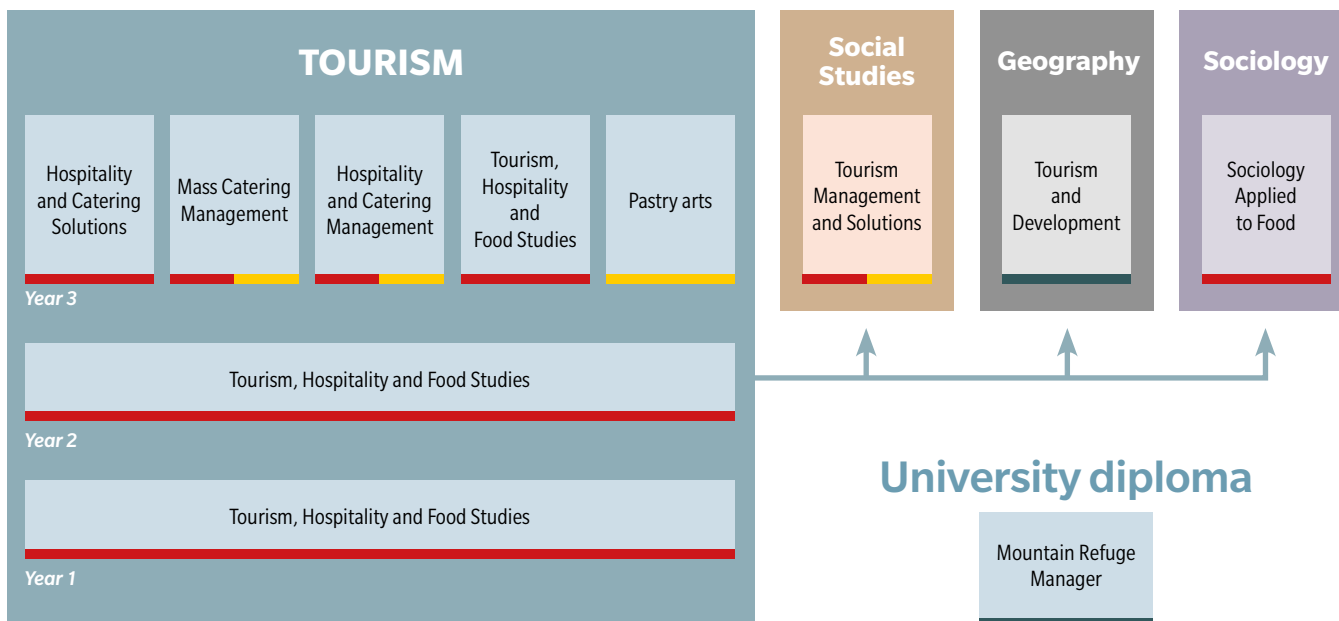 TOURISM
Hospitality
and Catering
Solutions
Mass Catering
Management
Hospitality
and Catering
Management
Tourism,
Hospitality
and
Food Studies
Pastry arts
Year 3
Tourism, Hospitality and Food Studies
Year 2
Tourism, Hospitality and Food Studies
Year 1
Social
Studies
Tourism
Management
and Solutions
Geography
Tourism
and
Development
Sociology
Sociology
Applied
to Food
University diploma
Mountain Refuge
Manager